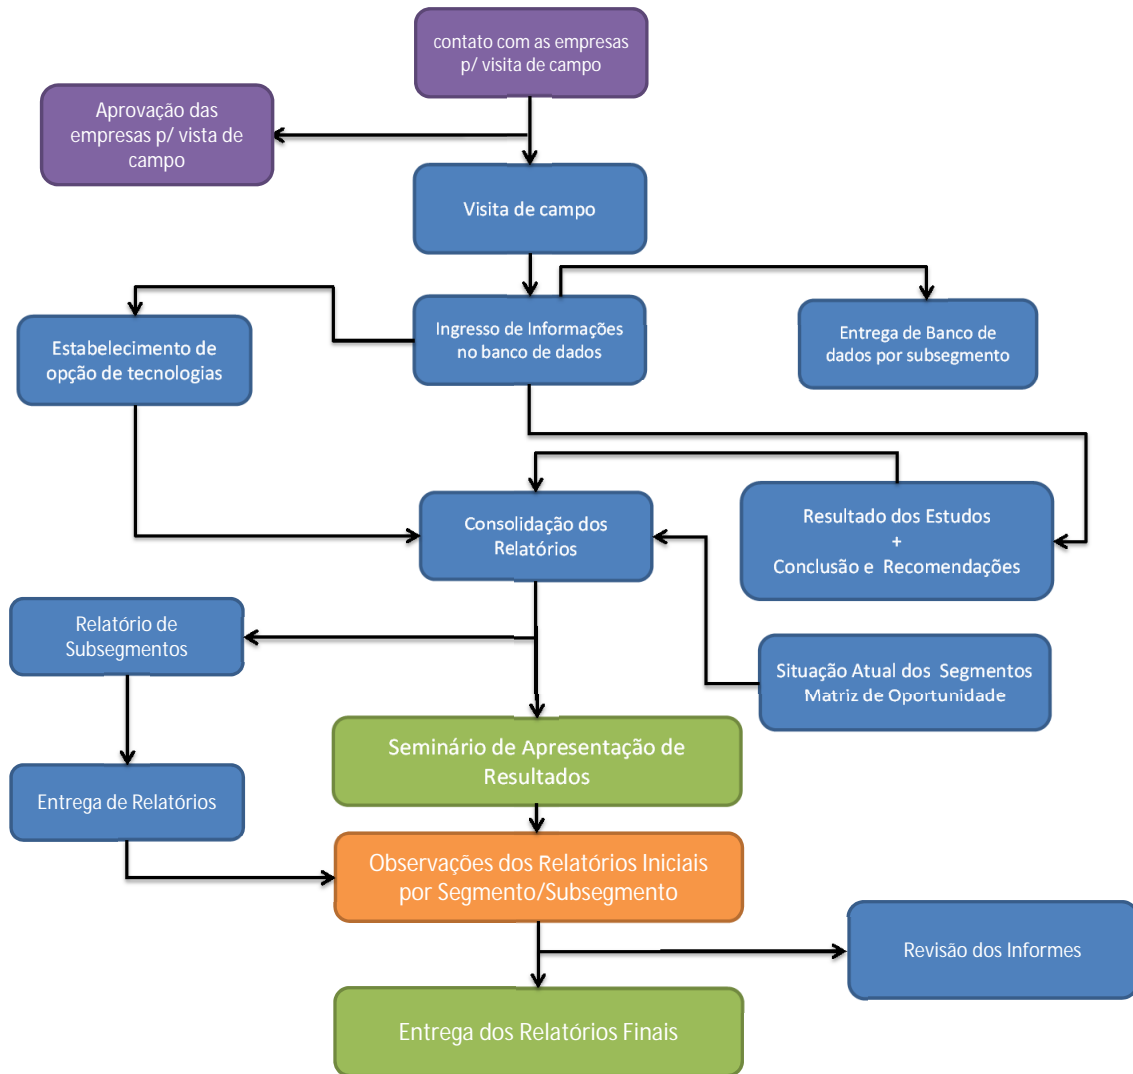 contato com as empresas
p/ visita de campo
Aprovação das
empresas p/ vista de
campo
Visita de campo
Ingresso de Informações
no banco de dados
Entrega de Banco de
dados por subsegmento
Estabelecimento de
opção de tecnologias
Consolidação dos
Relatórios
Resultado dos Estudos
+
Conclusão e Recomendações
Relatório de
Subsegmentos
Situação Atual dos Segmentos
Matriz de Oportunidade
Seminário de Apresentação de
Resultados
Entrega de Relatórios
Observações dos Relatórios Iniciais
por Segmento/Subsegmento
Revisão dos Informes
Entrega dos Relatórios Finais